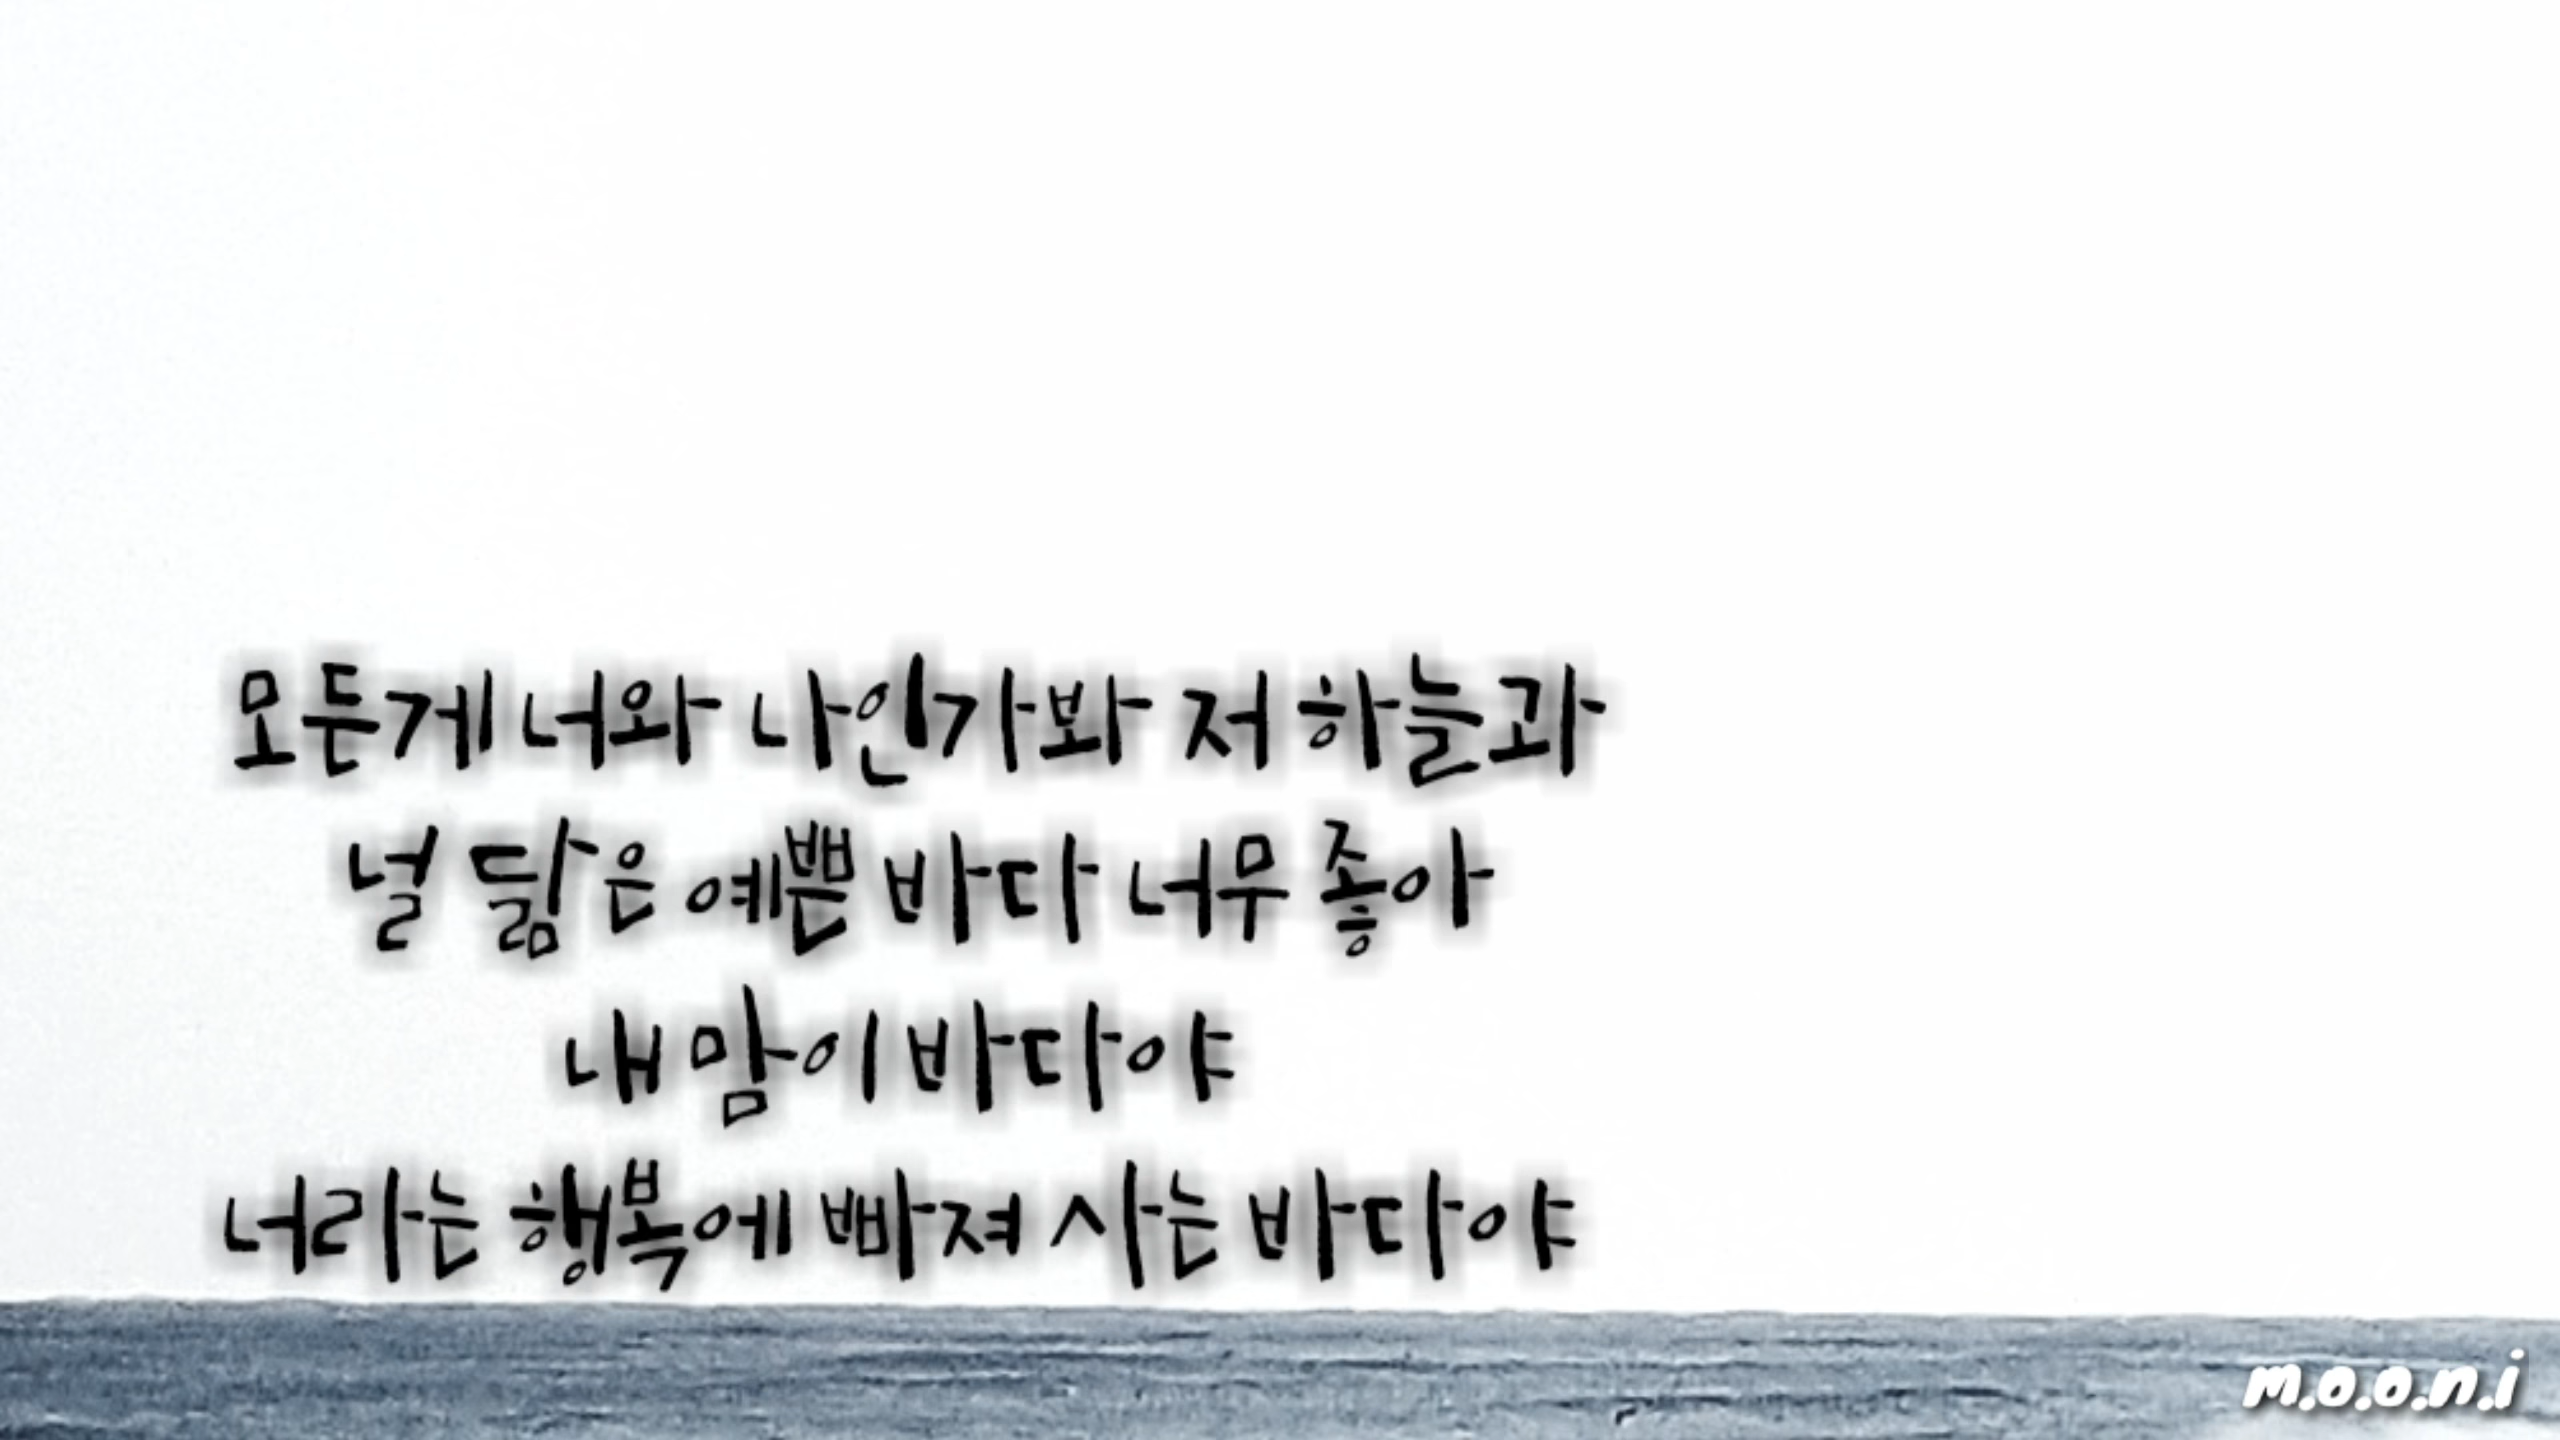 모든게 너와 나인가봐 저 하늘과
널 닮은 예쁜 바다 너무 좋아
내 맘이 바다야
너라는 행복에 빠져 사는 바다야
m.o.o.n.i